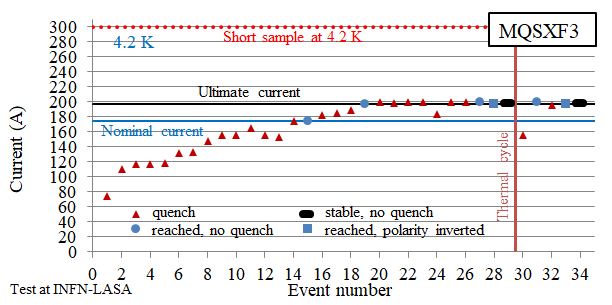 MQSXF3
4.2 K
Short sample at 4.2 K
Ultimate current
Nominal current
Thermal cycle
Current (A)
300
280
260
240
220
200
180
160
140
120
100
80
60
40
20
0
quench
stable, no quench
reached, no quench
reached, polarity inverted
0 2 4 6 8 10 12 14 16 18 20 22 24 26 28 30 32 34
Event number
Test at INFN-LASA